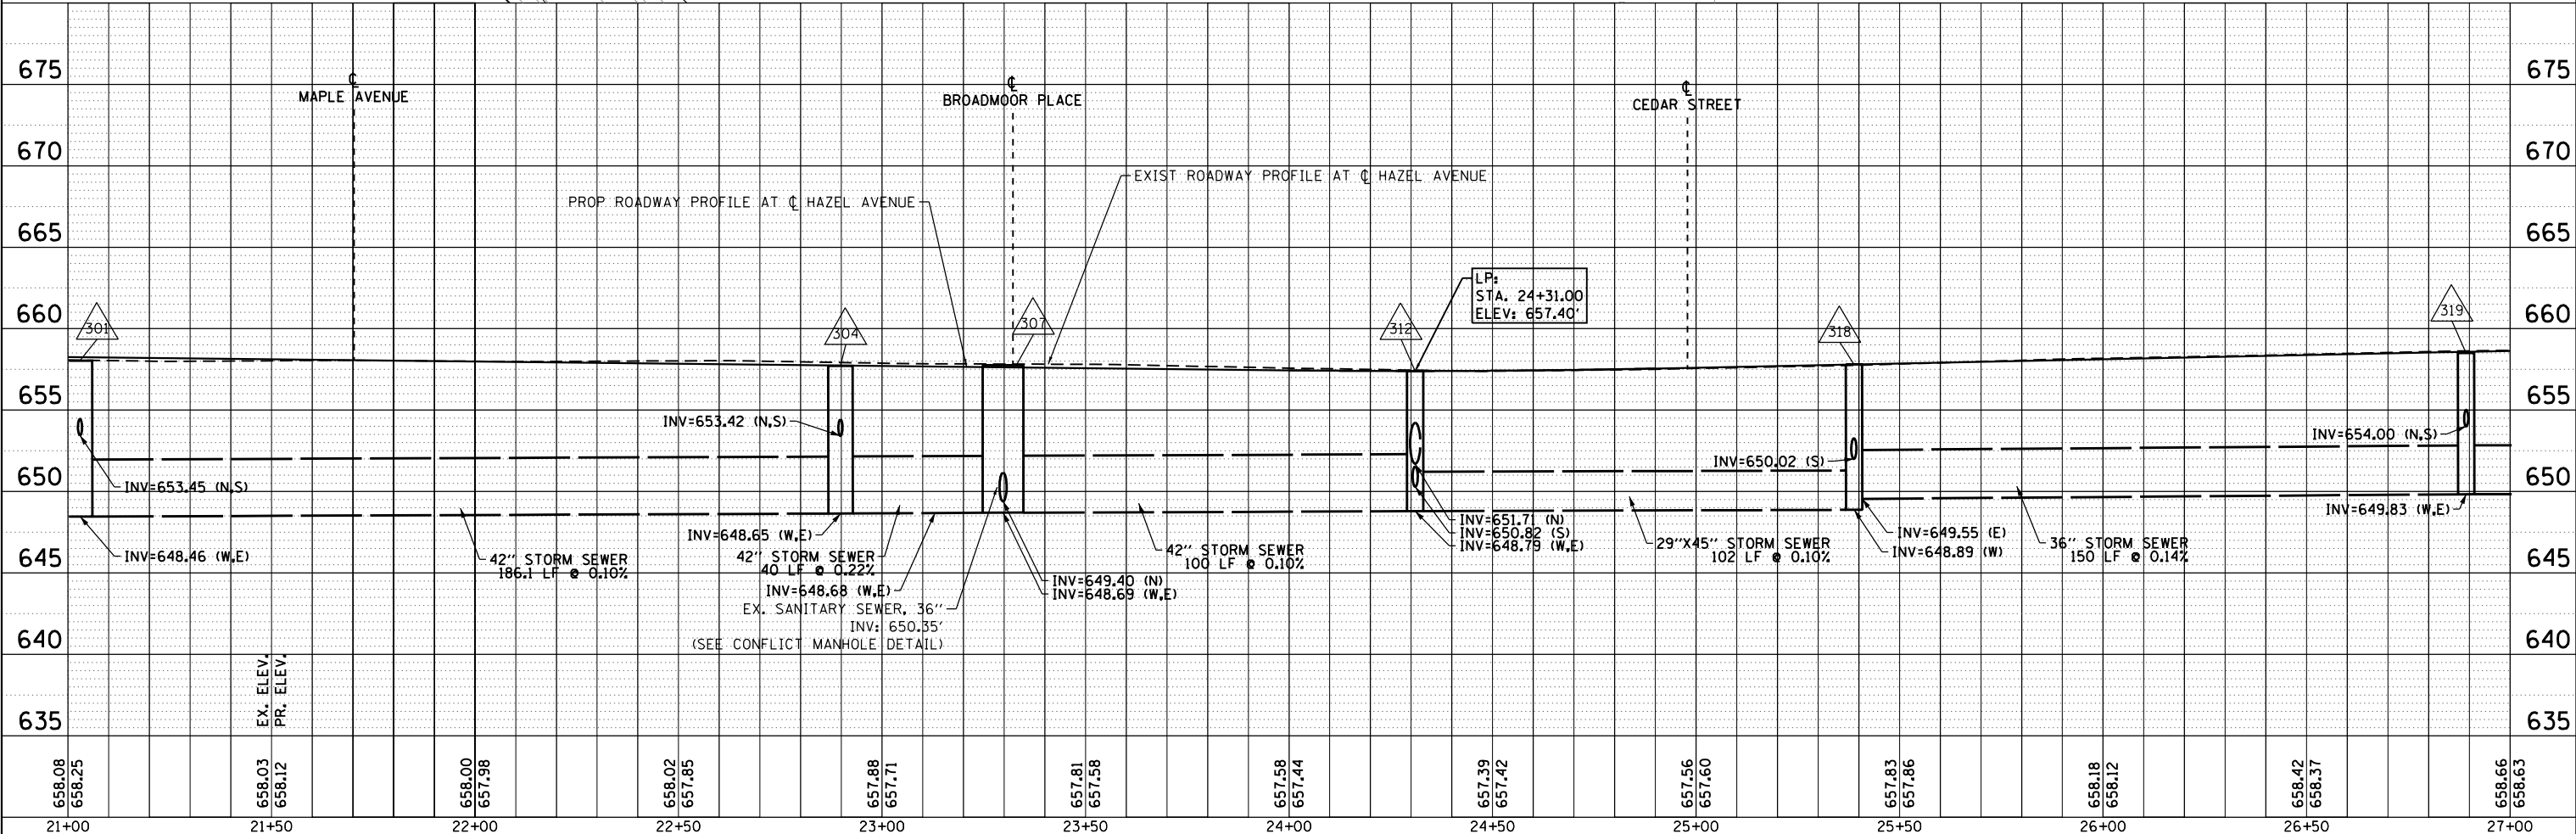 675
675
℄
MAPLE AVENUE
℄
BROADMOOR PLACE
℄
CEDAR STREET
670
670
EXIST ROADWAY PROFILE AT ℄ HAZEL AVENUE
PROP ROADWAY PROFILE AT ℄ HAZEL AVENUE
665
665
LP:
STA. 24+31.00
ELEV: 657.40'
660
660
301
304
307
312
318
319
655
655
INV=653.42 (N,S)
INV=654.00 (N,S)
INV=650.02 (S)
650
650
INV=653.45 (N,S)
INV=649.83 (W,E)
INV=651.71 (N)
INV=650.82 (S)
INV=648.79 (W,E)
INV=648.65 (W,E)
INV=649.55 (E)
INV=648.89 (W)
INV=648.46 (W,E)
645
645
42'' STORM SEWER
186.1 LF @ 0.10%
42'' STORM SEWER
40 LF @ 0.22%
42'' STORM SEWER
100 LF @ 0.10%
29''X45'' STORM SEWER
102 LF @ 0.10%
36'' STORM SEWER
150 LF @ 0.14%
INV=649.40 (N)
INV=648.69 (W,E)
INV=648.68 (W,E)
EX. SANITARY SEWER, 36''
INV: 650.35'
(SEE CONFLICT MANHOLE DETAIL)
640
640
EX. ELEV.
PR. ELEV.
635
635
658.08
658.25
658.03
658.12
658.00
657.98
658.02
657.85
657.88
657.71
657.81
657.58
657.58
657.44
657.39
657.42
657.56
657.60
657.83
657.86
658.18
658.12
658.42
658.37
658.66
658.63
21+00
21+50
22+00
22+50
23+00
23+50
24+00
24+50
25+00
25+50
26+00
26+50
27+00